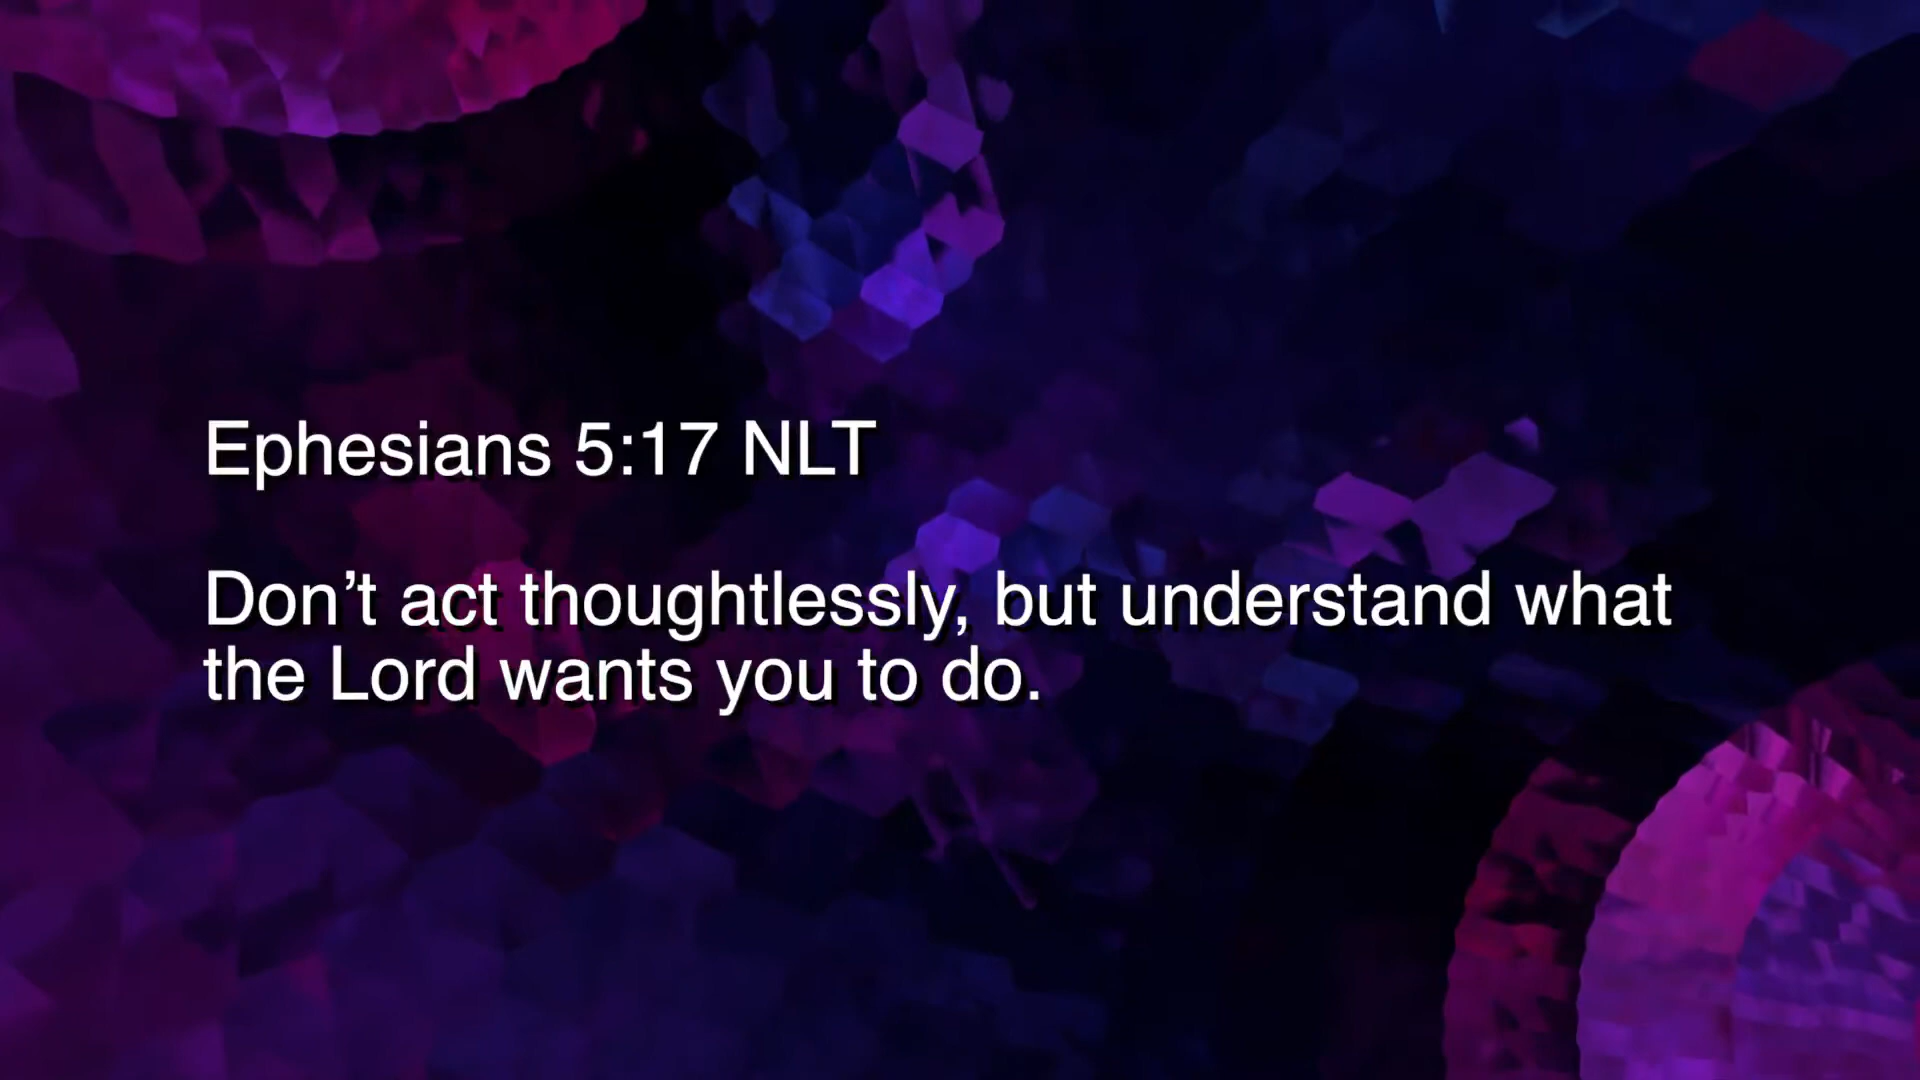 Ephesians 5:17 NLT
Don’t act thoughtlessly, but understand what
the Lord wants you to do.